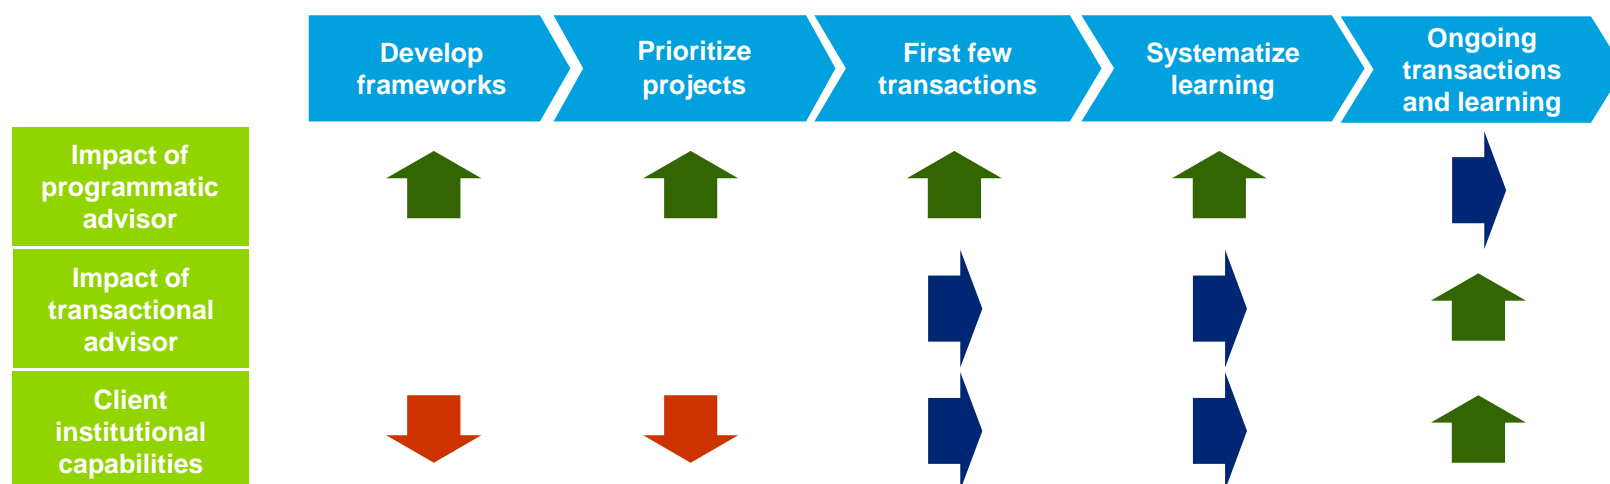 Develop
frameworks
Prioritize
projects
First few
transactions
Systematize
learning
Ongoing
transactions
and learning
Impact of
programmatic
advisor
Impact of
transactional
advisor
Client
institutional
capabilities